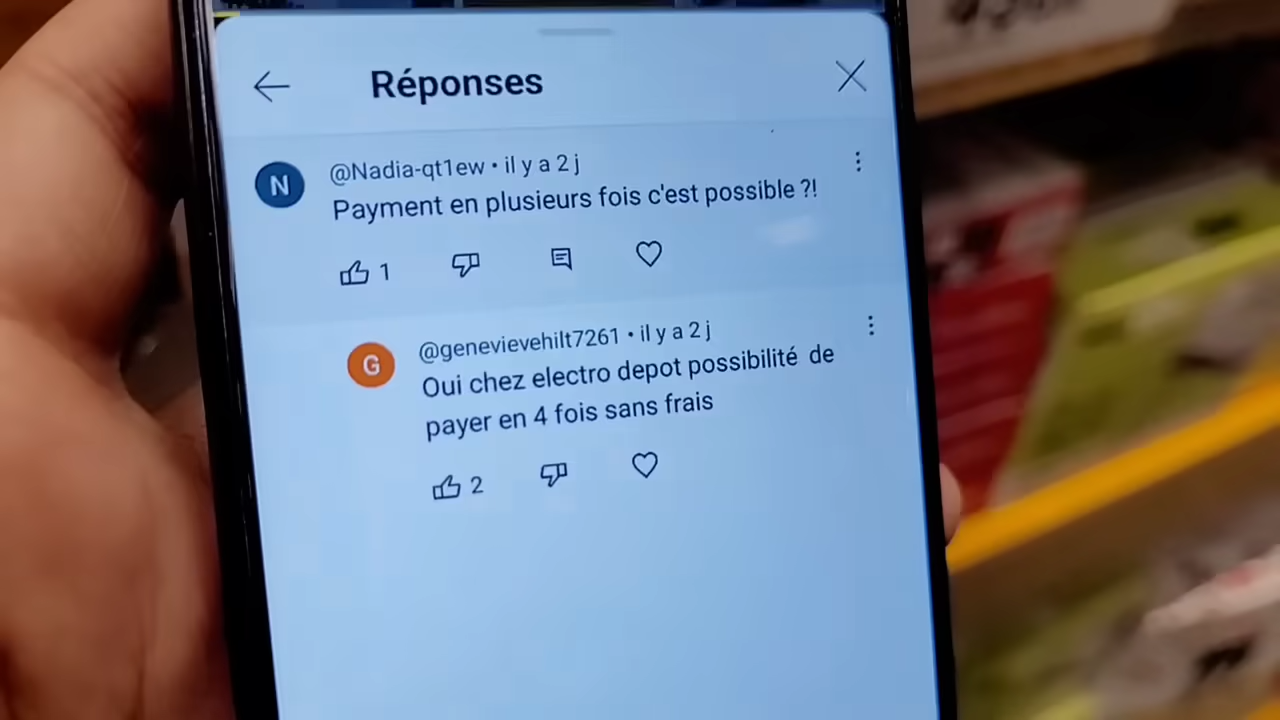 Réponses
N
@Nadia-qt1ew • il y a 2 j
Payment en plusieurs fois c'est possible ?!
1
G
@genevievehilt7261 • il y a 2 j
Oui chez electro depot possibilité de
payer en 4 fois sans frais
2